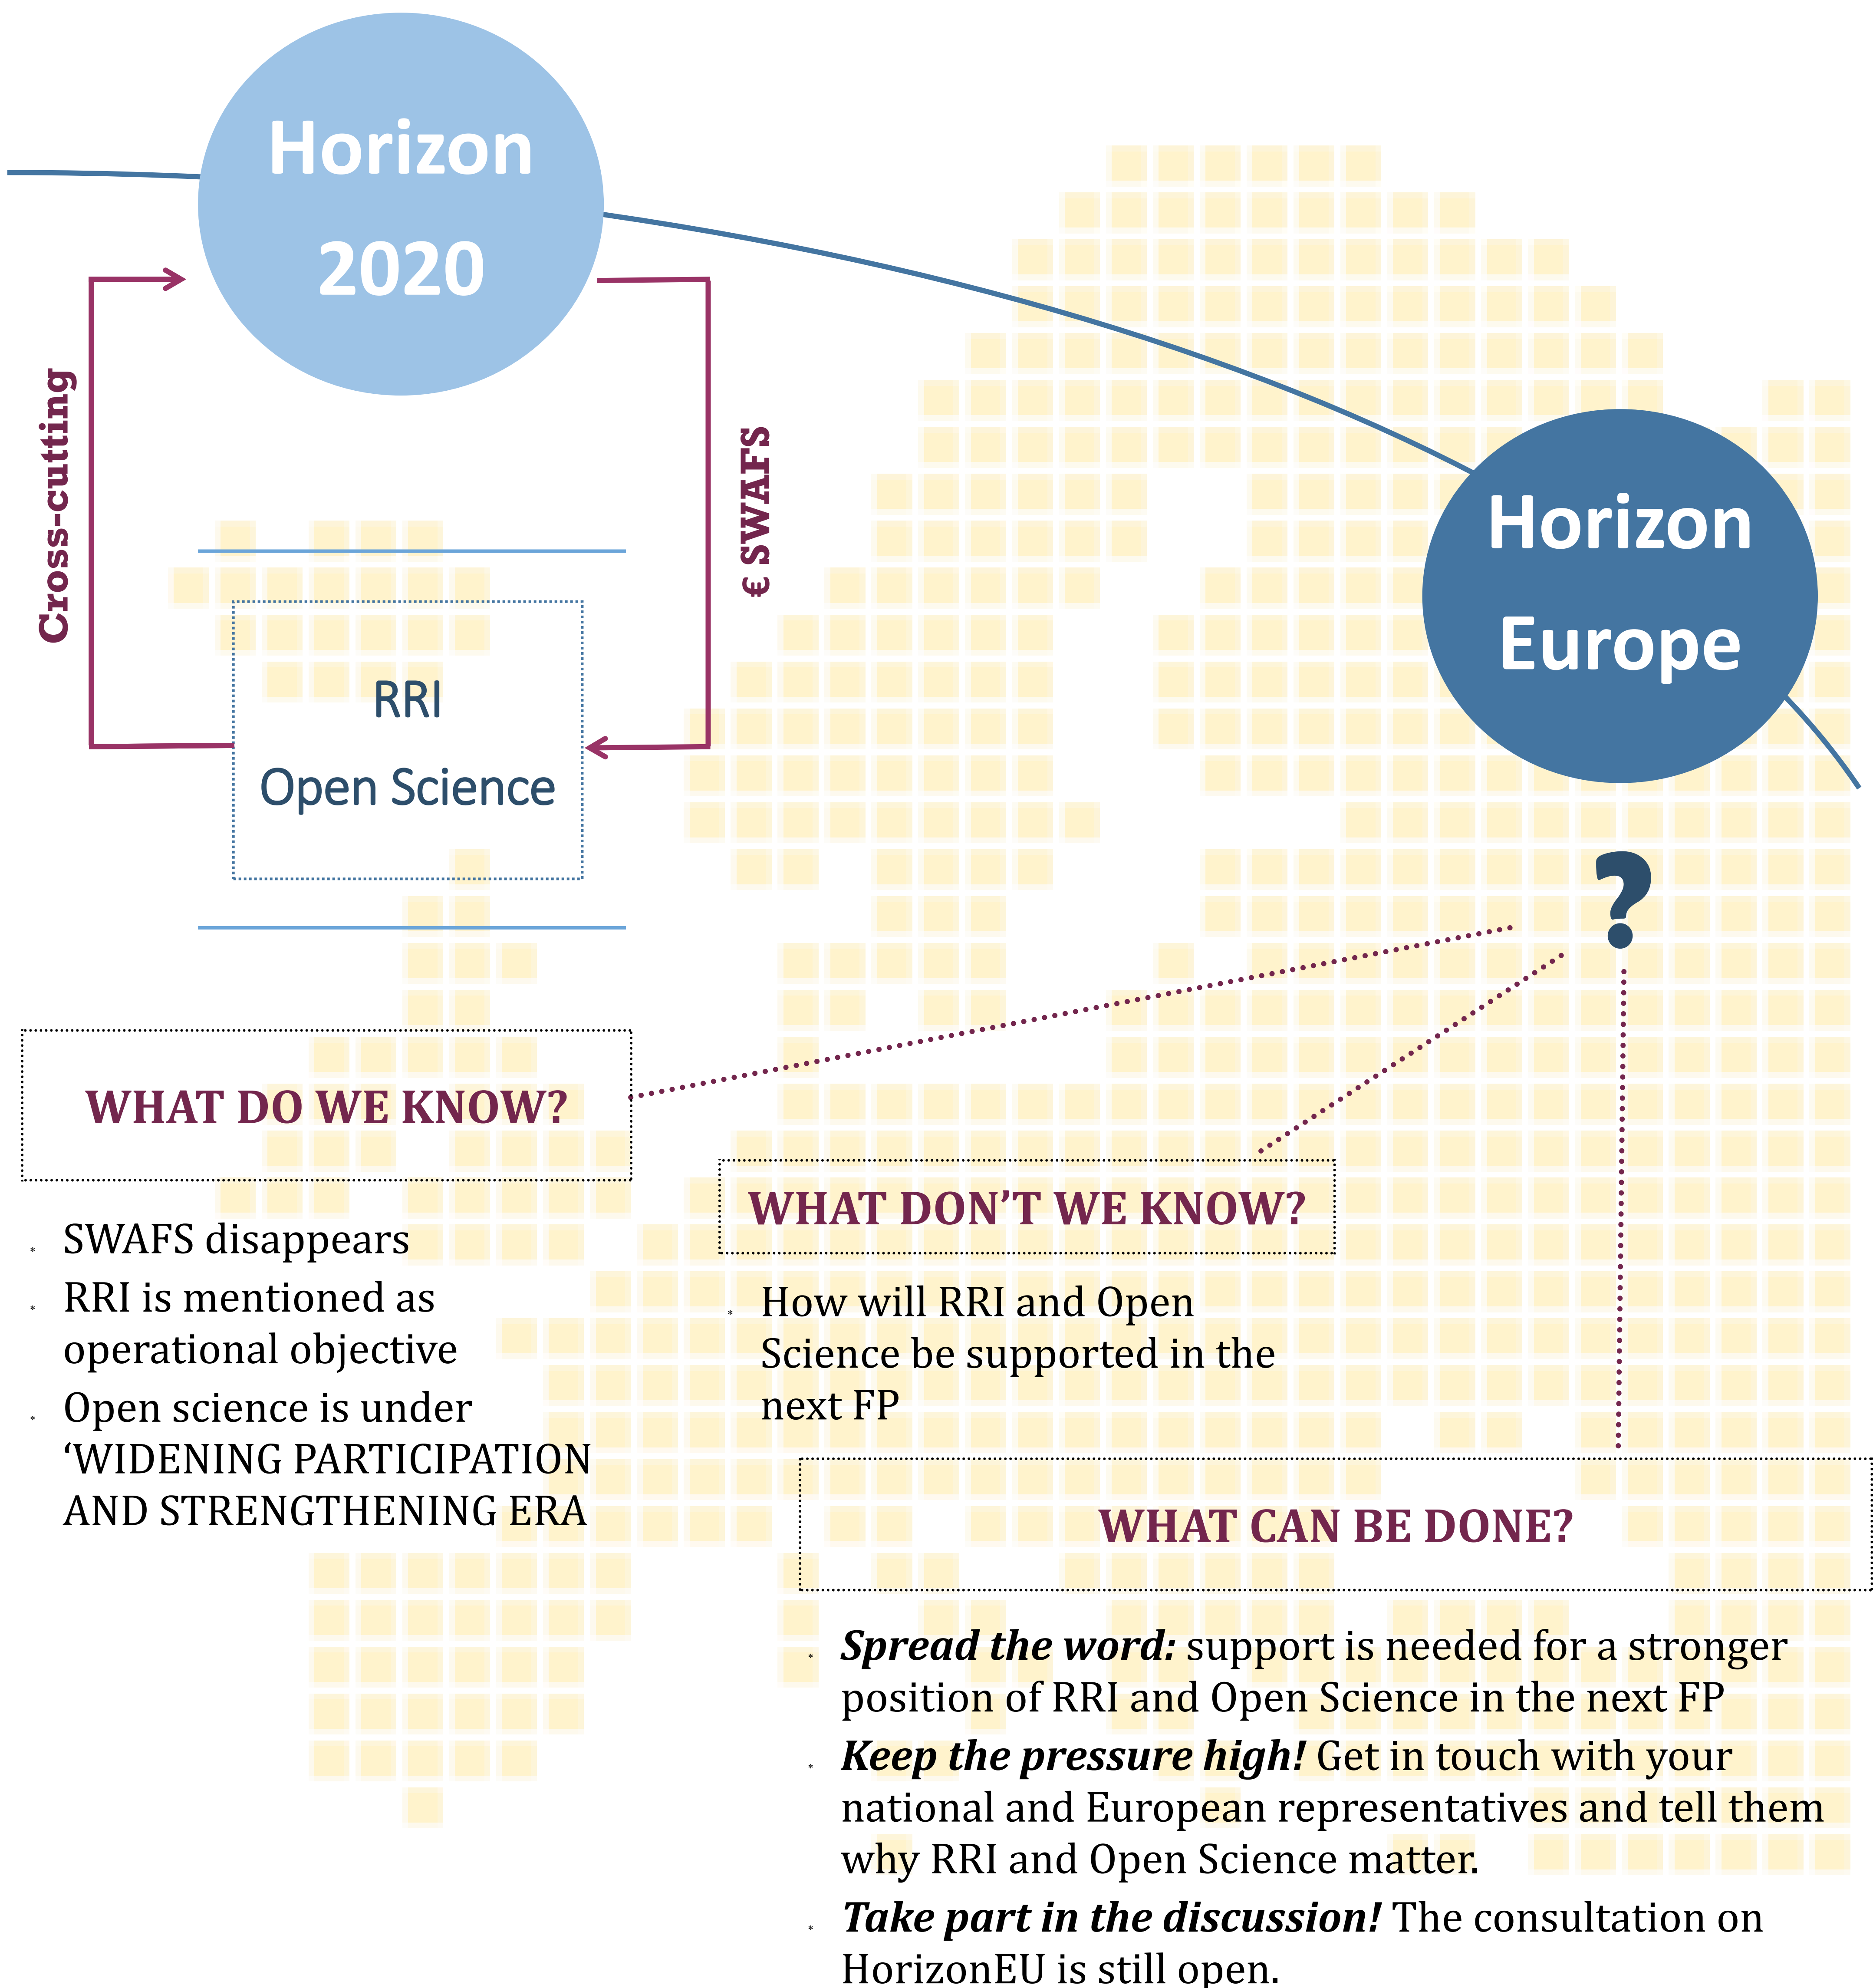 Horizon
2020
Cross-cutting
€ SWAFS
RRI
Open Science
Horizon
Europe
?
WHAT DO WE KNOW?
* SWAFS disappears
* RRI is mentioned as
operational objective
* Open science is under
‘WIDENING PARTICIPATION
AND STRENGTHENING ERA
WHAT DON’T WE KNOW?
* How will RRI and Open
Science be supported in the
next FP
WHAT CAN BE DONE?
* Spread the word: support is needed for a stronger
position of RRI and Open Science in the next FP
* Keep the pressure high! Get in touch with your
national and European representatives and tell them
why RRI and Open Science matter.
* Take part in the discussion! The consultation on
HorizonEU is still open.